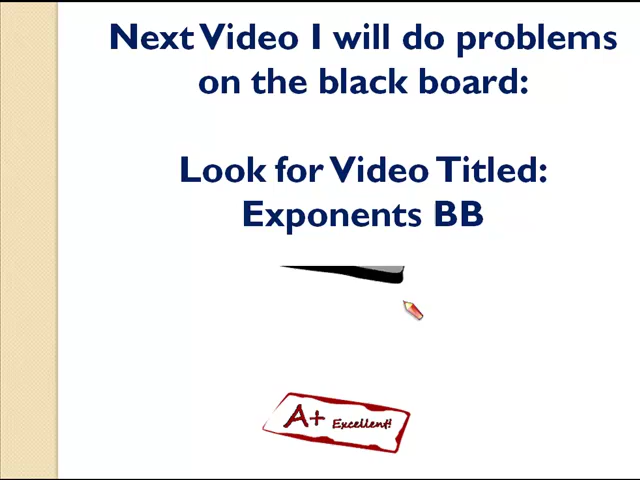 Next Video I will do problems
on the black board:
Look for Video Titled:
Exponents BB
A+ Excellent!